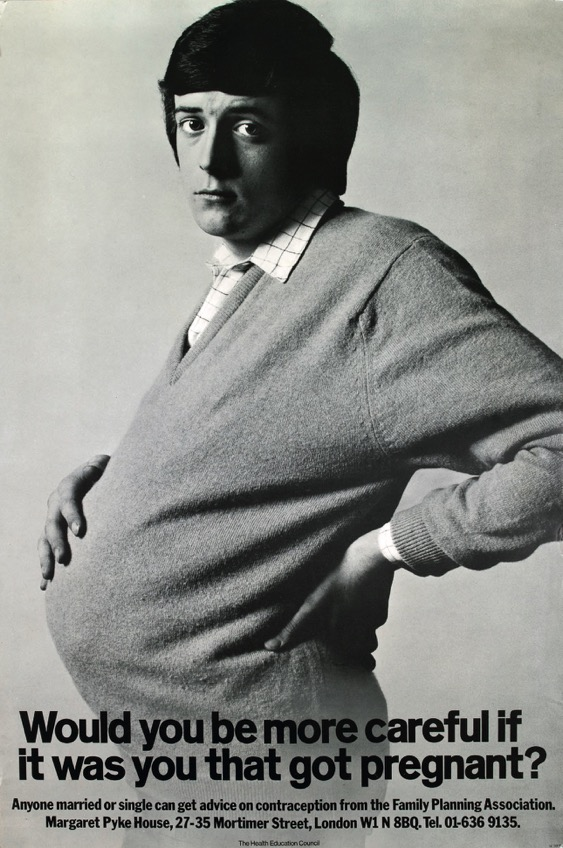 Would you be more careful if
it was you that got pregnant?
Anyone married or single can get advice on contraception from the Family Planning Association.
Margaret Pyke House, 27-35 Mortimer Street, London W1 N 8BQ. Tel. 01-636 9135.
The Health Education Council